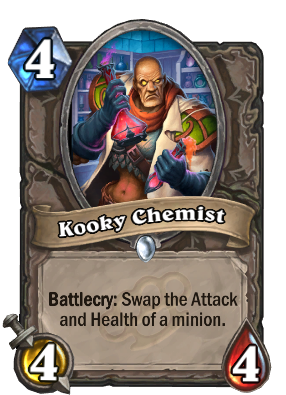 4
Kooky Chemist
Battlecry: Swap the Attack
and Health of a minion.
4
4